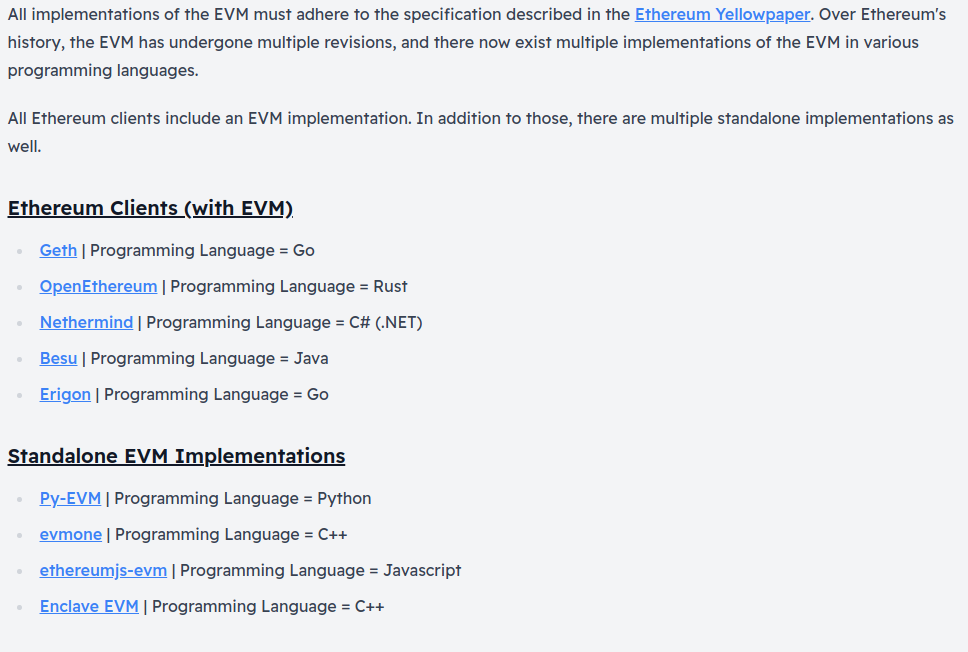 All implementations of the EVM must adhere to the specification described in the Ethereum Yellowpaper. Over Ethereum's
history, the EVM has undergone multiple revisions, and there now exist multiple implementations of the EVM in various
programming languages.
All Ethereum clients include an EVM implementation. In addition to those, there are multiple standalone implementations as
well.
Ethereum Clients (with EVM)
Geth | Programming Language = Go
OpenEthereum | Programming Language = Rust
Nethermind | Programming Language = C# (.NET)
Besu | Programming Language = Java
Erigon | Programming Language = Go
Standalone EVM Implementations
Py-EVM | Programming Language = Python
evmone | Programming Language = C++
ethereumjs-evm | Programming Language = Javascript
Enclave EVM | Programming Language = C++